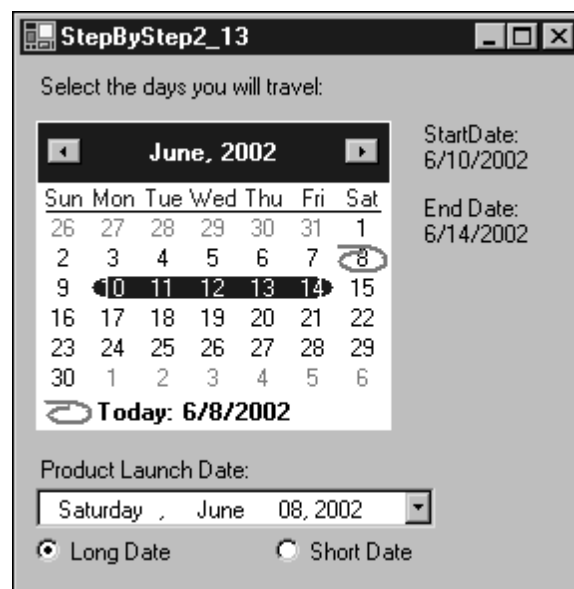 StepByStep2_13
Select the days you will travel:
June, 2002
Sun Mon Tue Wed Thu Fri Sat
26 27 28 29 30 31 1
2 3 4 5 6 7 8
9 10 11 12 13 14 15
16 17 18 19 20 21 22
23 24 25 26 27 28 29
30 1 2 3 4 5 6
Today: 6/8/2002
StartDate:
6/10/2002
End Date:
6/14/2002
Product Launch Date:
Saturday , June 08, 2002
Long Date Short Date